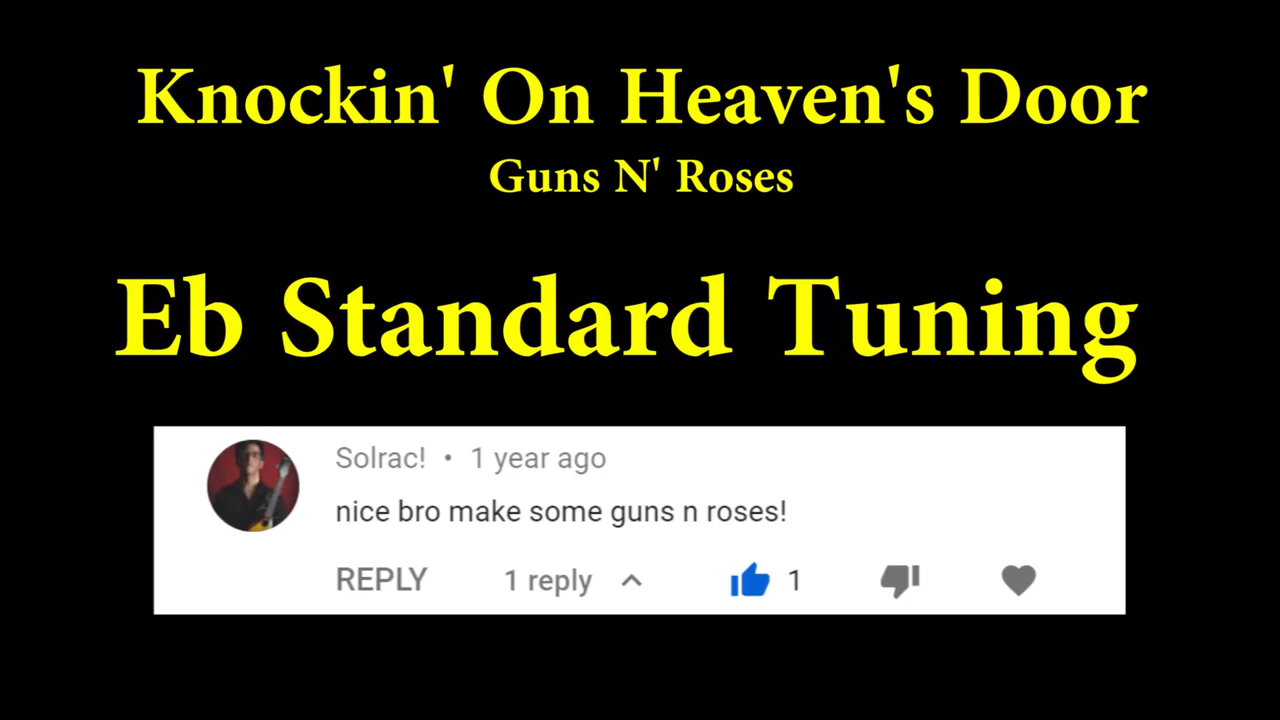 Knockin' On Heaven's Door
Guns N' Roses
Eb Standard Tuning
Solrac! • 1 year ago
nice bro make some guns n roses!
REPLY 1 reply 1